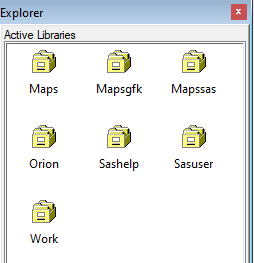 Explorer
Active Libraries
Maps Mapsgfk Mapssas
Orion Sashelp Sasuser
Work